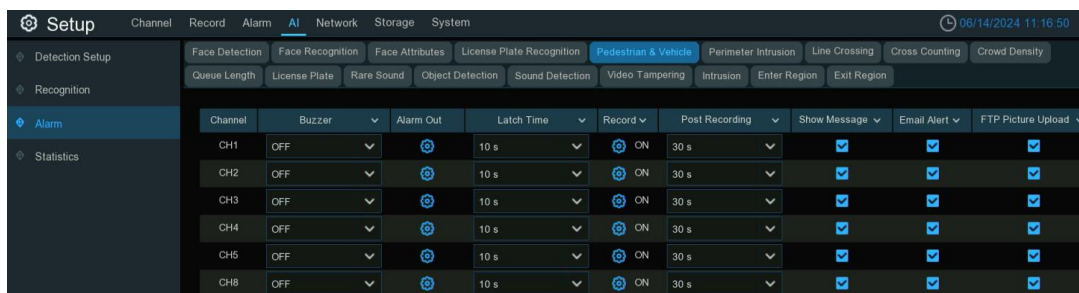 Setup Channel Record Alarm AI Network Storage System 06/14/2024 11:16:50
Detection Setup
Recognition
Alarm
Statistics
Face Detection Face Recognition Face Attributes License Plate Recognition Pedestrian & Vehicle Perimeter Intrusion Line Crossing Cross Counting Crowd Density
Queue Length License Plate Rare Sound Object Detection Sound Detection Video Tampering Intrusion Enter Region Exit Region
Channel Buzzer Alarm Out Latch Time Record Post Recording Show Message Email Alert FTP Picture Upload
CH1 OFF 10 s ON 30 s
CH2 OFF 10 s ON 30 s
CH3 OFF 10 s ON 30 s
CH4 OFF 10 s ON 30 s
CH5 OFF 10 s ON 30 s
CH8 OFF 10 s ON 30 s